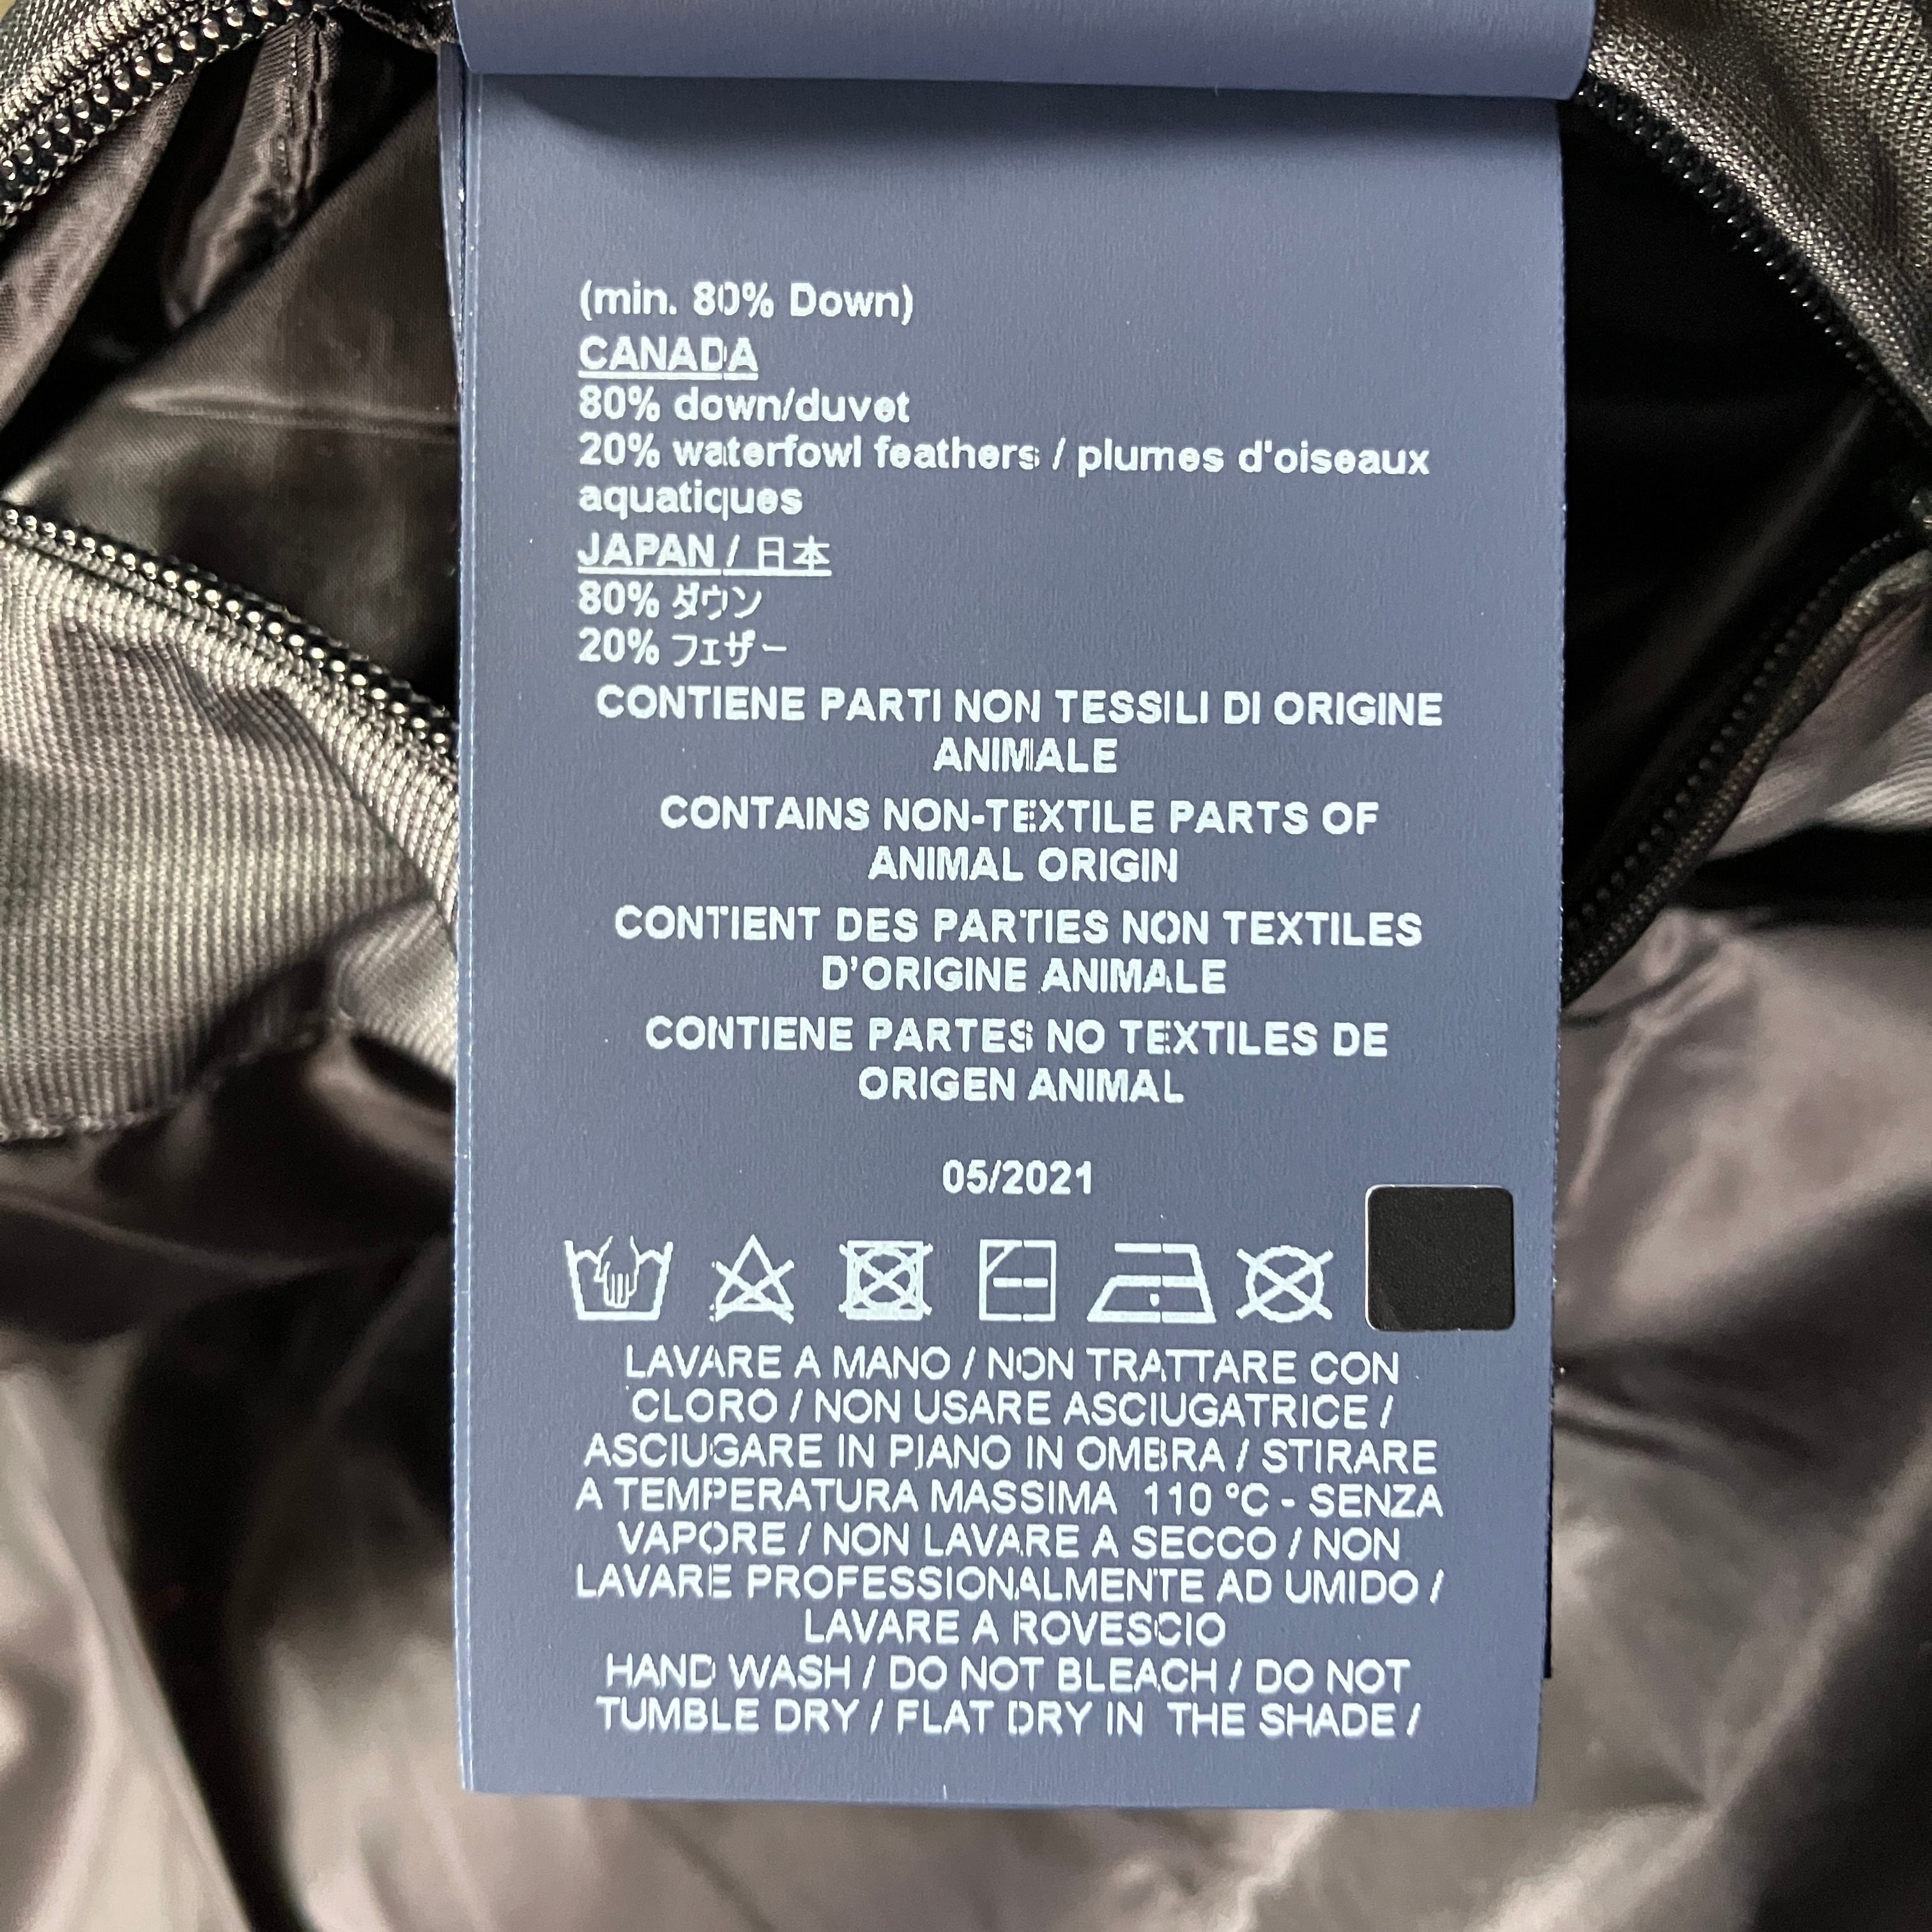 (min. 80% Down)
CANADA
80% down/duvet
20% waterfowl feathers / plumes d'oiseaux
aquatiques
JAPAN / 日本
80% ダウン
20% フェザー
CONTIENE PARTI NON TESSILI DI ORIGINE
ANIMALE
CONTAINS NON-TEXTILE PARTS OF
ANIMAL ORIGIN
CONTIENT DES PARTIES NON TEXTILES
D’ORIGINE ANIMALE
CONTIENE PARTES NO TEXTILES DE
ORIGEN ANIMAL
05/2021
LAVARE A MANO / NON TRATTARE CON
CLORO / NON USARE ASCIUGATRICE /
ASCIUGARE IN PIANO IN OMBRA / STIRARE
A TEMPERATURA MASSIMA 110 °C - SENZA
VAPORE / NON LAVARE A SECCO / NON
LAVARE PROFESSIONALMENTE AD UMIDO /
LAVARE A ROVESCIO
HAND WASH / DO NOT BLEACH / DO NOT
TUMBLE DRY / FLAT DRY IN THE SHADE /